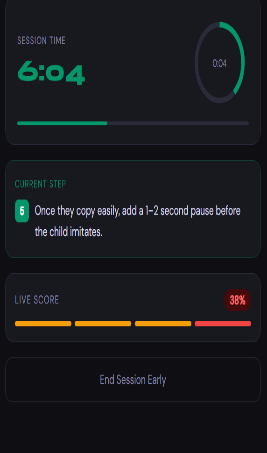 SESSION TIME
6:04
0:04
CURRENT STEP
5 Once they copy easily, add a 1–2 second pause before
the child imitates.
LIVE SCORE
38%
End Session Early